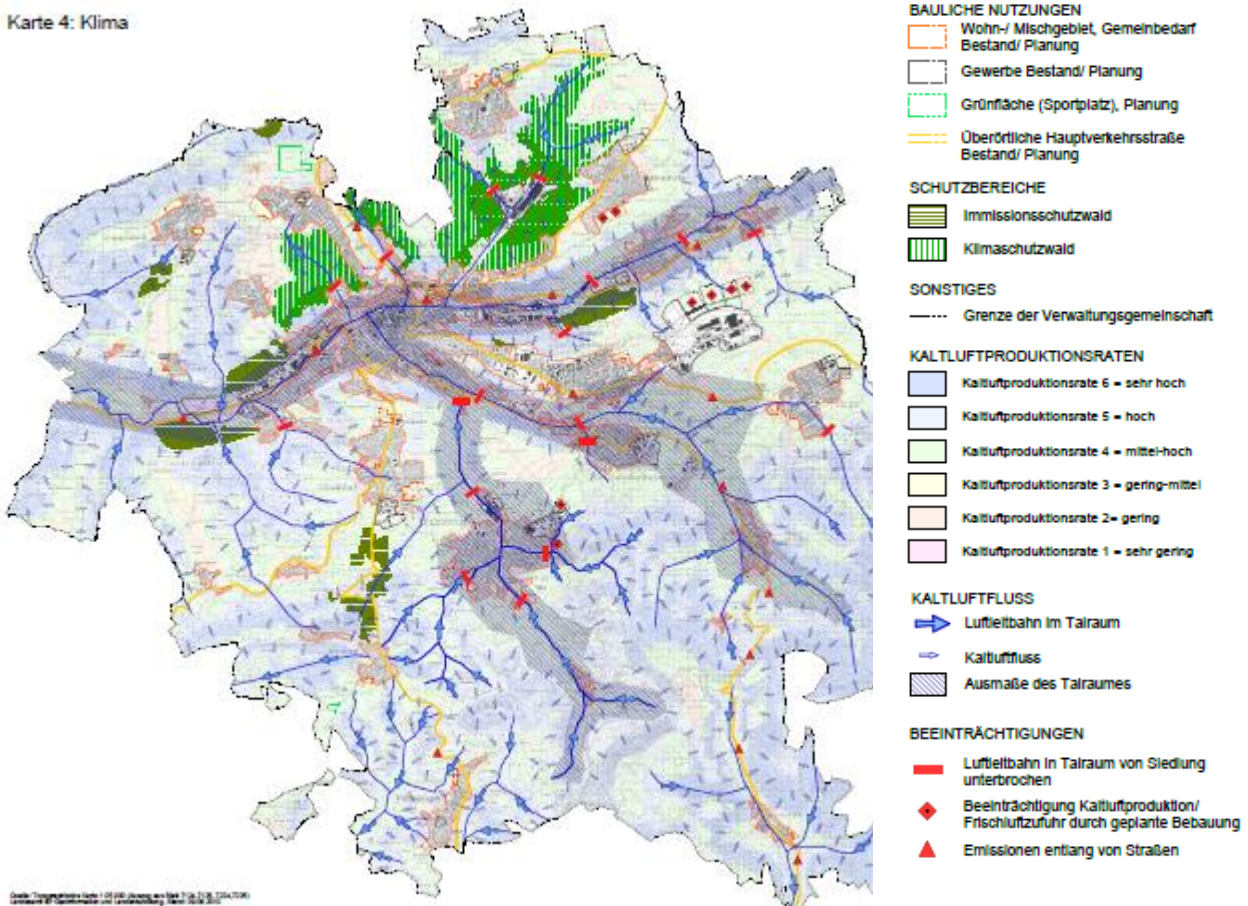 Karte 4: Klima
BAULICHE NUTZUNGEN
Wohn-/ Mischgebiet, Gemeinbedarf
Bestand/ Planung
Gewerbe Bestand/ Planung
Grünfläche (Sportplatz), Planung
Überörtliche Hauptverkehrsstraße
Bestand/ Planung
SCHUTZBEREICHE
Immissionsschutzwald
Klimaschutzwald
SONSTIGES
Grenze der Verwaltungsgemeinschaft
KALTLUFTPRODUKTIONSRATEN
Kaltluftproduktionsrate 6 = sehr hoch
Kaltluftproduktionsrate 5 = hoch
Kaltluftproduktionsrate 4 = mittel-hoch
Kaltluftproduktionsrate 3 = gering-mittel
Kaltluftproduktionsrate 2= gering
Kaltluftproduktionsrate 1 = sehr gering
KALTLUFTFLUSS
Luftleitbahn im Talraum
Kaltluftfluss
Ausmaße des Talraumes
BEEINTRÄCHTIGUNGEN
Luftleitbahn in Talraum von Siedlung
unterbrochen
Beeinträchtigung Kaltluftproduktion/
Frischluftzufuhr durch geplante Bebauung
Emissionen entlang von Straßen